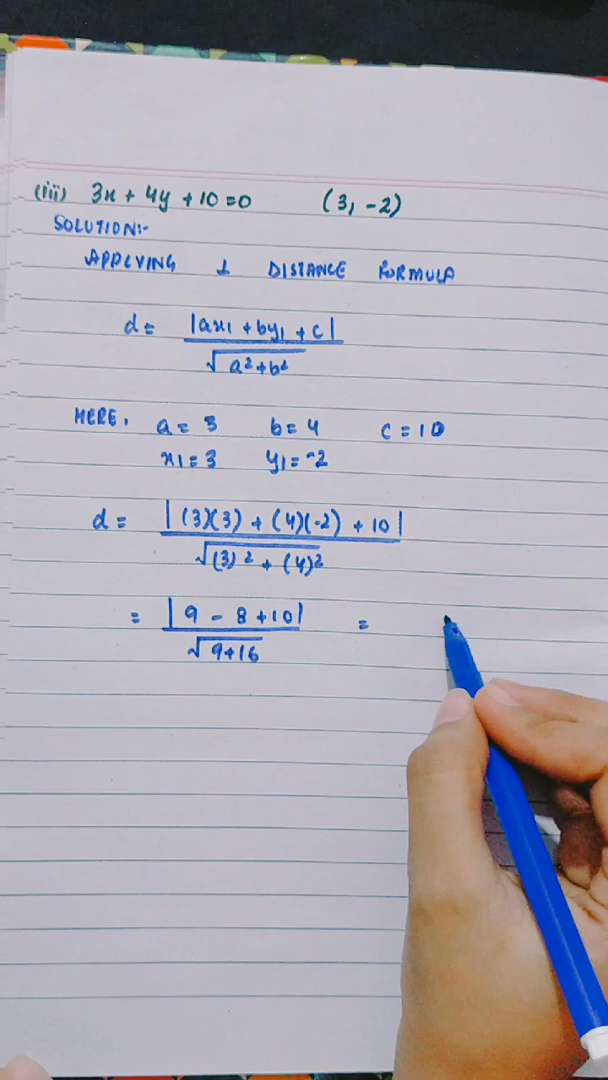 (iii) 3x + 4y + 10 = 0 (3, -2)
SOLUTION:-
APPLYING ⊥ DISTANCE FORMULA
d = |ax₁ + by₁ + c| / √(a² + b²)
HERE, a = 3 b = 4 c = 10
x₁ = 3 y₁ = -2
d = |(3)(3) + (4)(-2) + 10| / √((3)² + (4)²)
= |9 - 8 + 10| / √(9+16) =